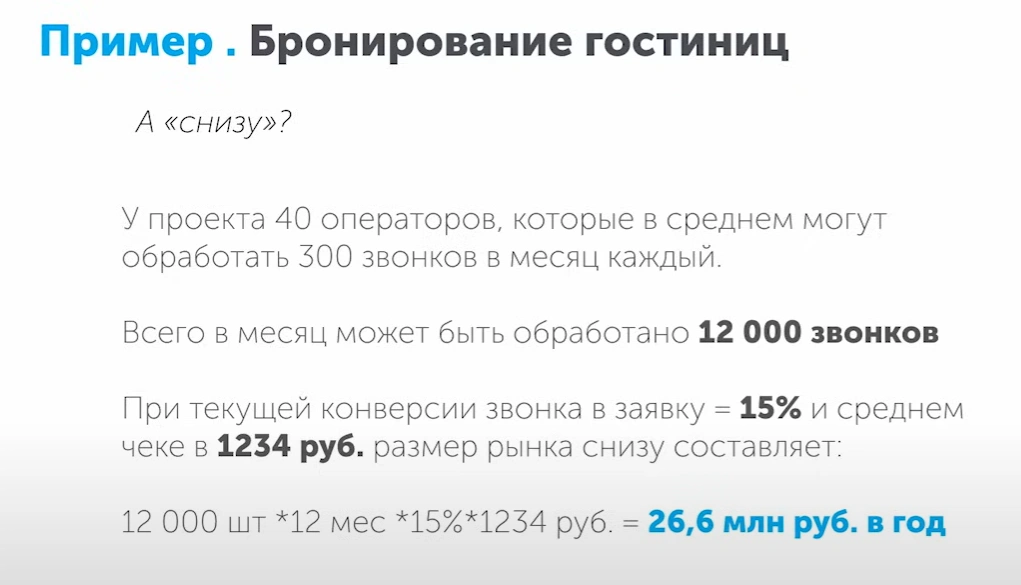 Пример . Бронирование гостиниц
А «снизу»?
У проекта 40 операторов, которые в среднем могут
обработать 300 звонков в месяц каждый.
Всего в месяц может быть обработано 12 000 звонков
При текущей конверсии звонка в заявку = 15% и среднем
чеке в 1234 руб. размер рынка снизу составляет:
12 000 шт *12 мес *15%*1234 руб. = 26,6 млн руб. в год